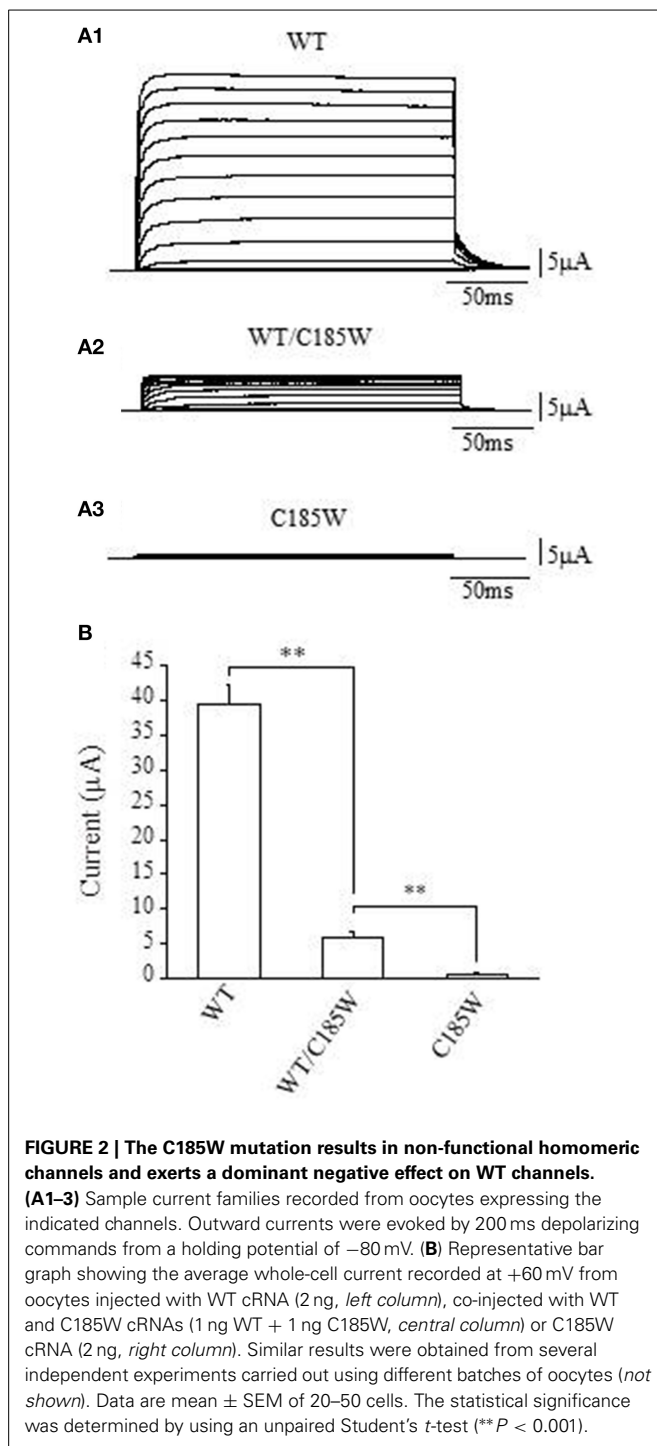 A1
WT
5μA
50ms
A2
WT/C185W
5μA
50ms
A3
C185W
5μA
50ms
B
**
**
45
40
35
30
25
20
15
10
5
0
Current (μA)
WT
WT/C185W
C185W
FIGURE 2 | The C185W mutation results in non-functional homomeric
channels and exerts a dominant negative effect on WT channels.
(A1–3) Sample current families recorded from oocytes expressing the
indicated channels. Outward currents were evoked by 200 ms depolarizing
commands from a holding potential of −80 mV. (B) Representative bar
graph showing the average whole-cell current recorded at +60 mV from
oocytes injected with WT cRNA (2 ng, left column), co-injected with WT
and C185W cRNAs (1 ng WT + 1 ng C185W, central column) or C185W
cRNA (2 ng, right column). Similar results were obtained from several
independent experiments carried out using different batches of oocytes (not
shown). Data are mean ± SEM of 20–50 cells. The statistical significance
was determined by using an unpaired Student's t-test (**P < 0.001).